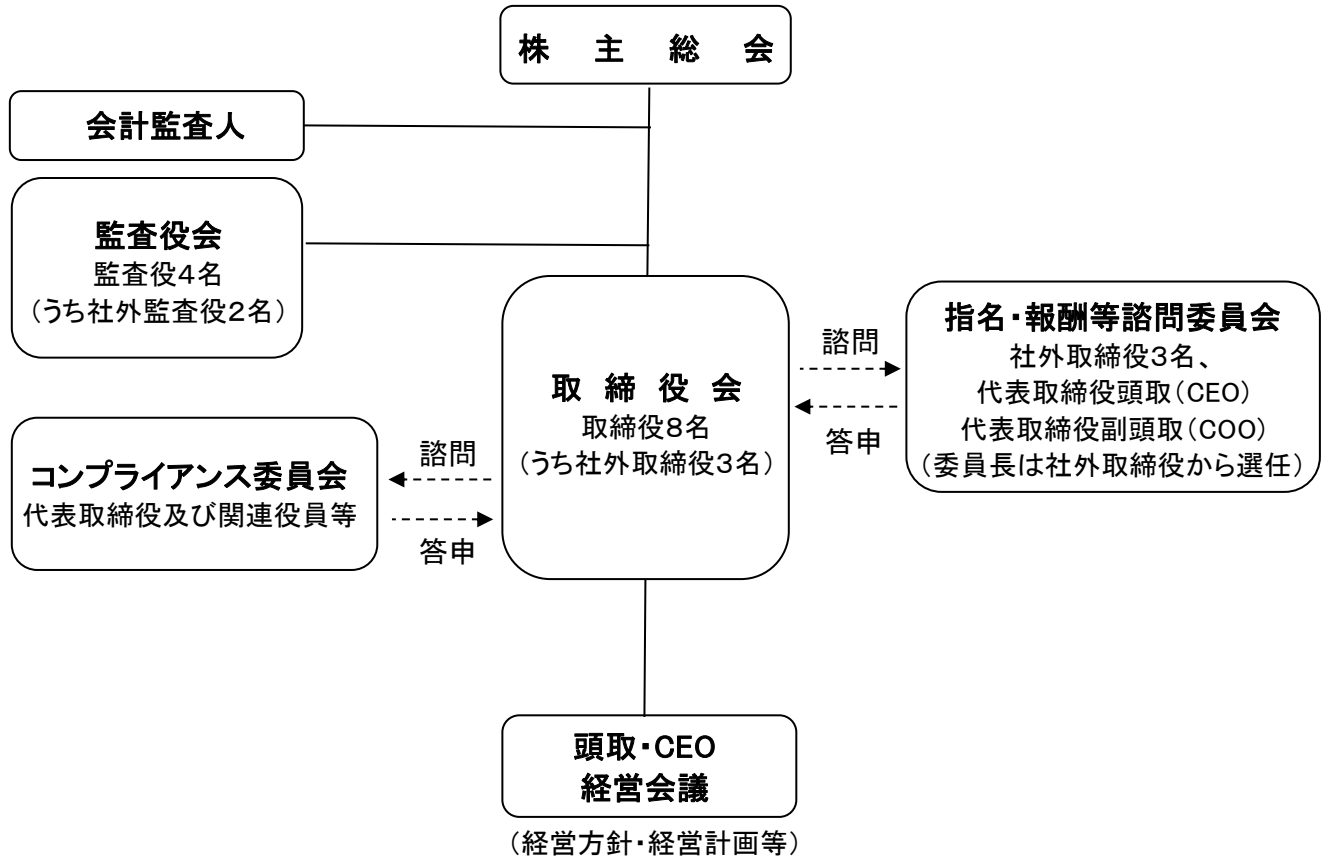 株 主 総 会
会計監査人
監査役会
監査役4名
(うち社外監査役2名)
取 締 役 会
取締役8名
(うち社外取締役3名)
諮問
答申
指名・報酬等諮問委員会
社外取締役3名、
代表取締役頭取(CEO)
代表取締役副頭取(COO)
(委員長は社外取締役から選任)
コンプライアンス委員会
代表取締役及び関連役員等
諮問
答申
頭取・CEO
経営会議
(経営方針・経営計画等)